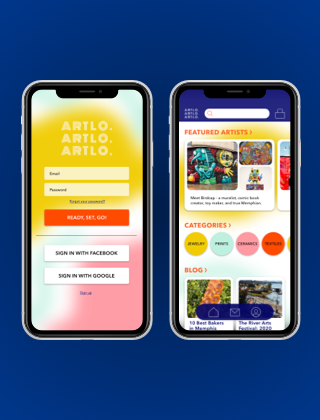 ARTLO.
ARTLO.
ARTLO.
Email
Password
Forgot your password?
READY, SET, GO!
SIGN IN WITH FACEBOOK
SIGN IN WITH GOOGLE
Sign up
ARTLO.
ARTLO.
ARTLO.
FEATURED ARTISTS ›
Meet Birdcap - a muralist, comic book
creator, toy maker, and true Memphian.
CATEGORIES ›
JEWELRY
PRINTS
CERAMICS
TEXTILES
BLOG ›
10 Best Bakers
in Memphis
The River Arts
Festival: 2020